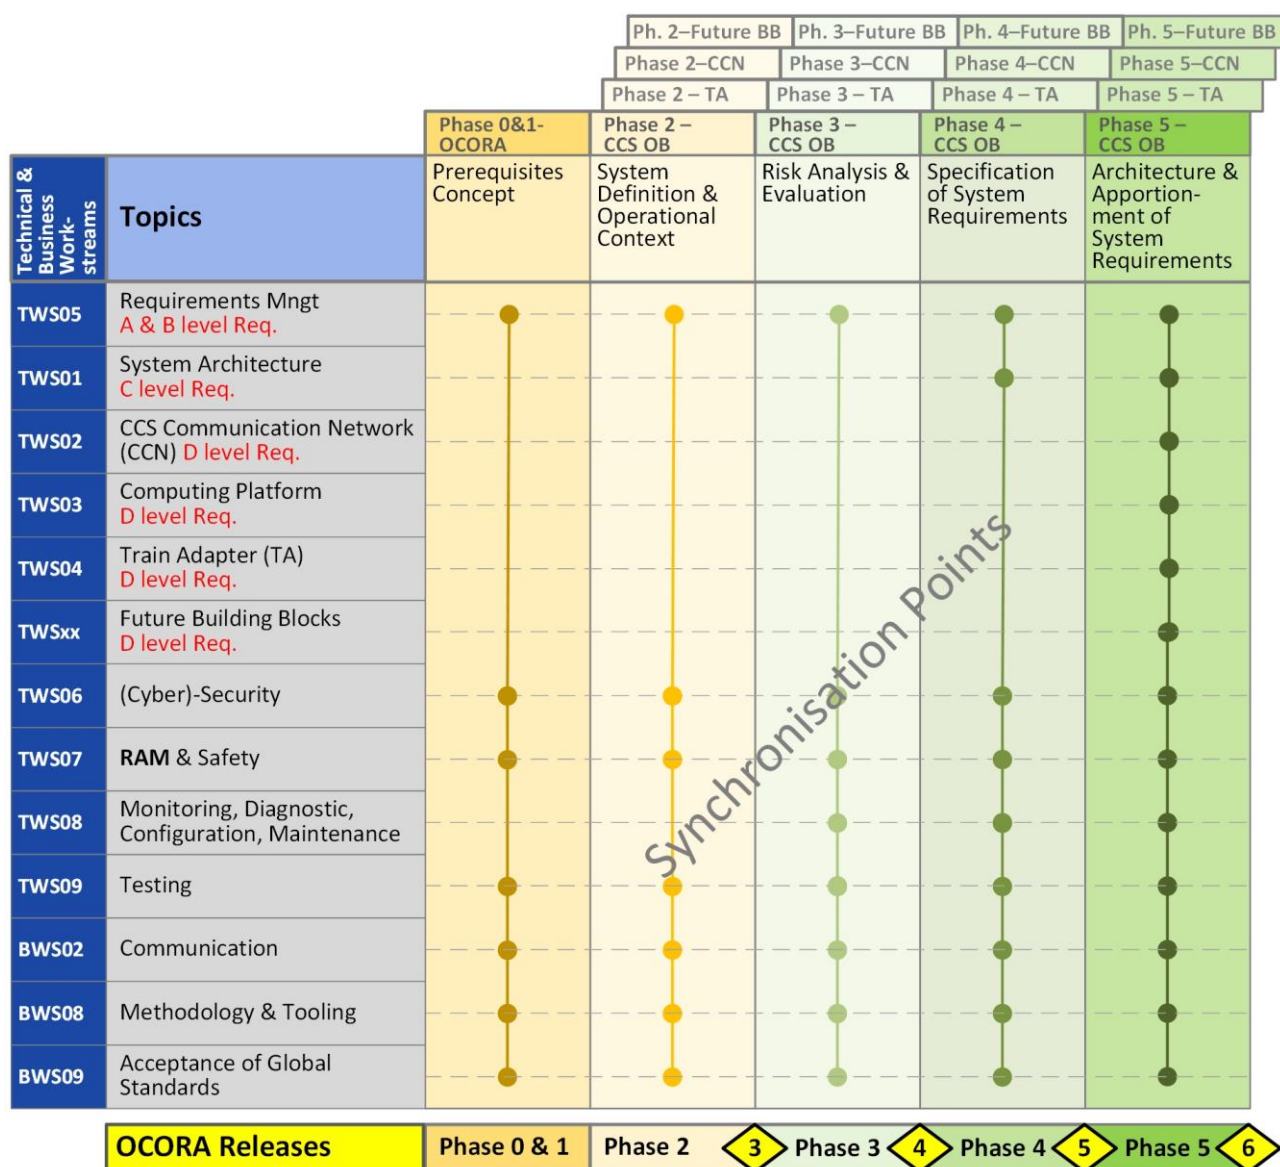 Ph. 2–Future BB Ph. 3–Future BB Ph. 4–Future BB Ph. 5–Future BB
Phase 2–CCN Phase 3–CCN Phase 4–CCN Phase 5–CCN
Phase 2 – TA Phase 3 – TA Phase 4 – TA Phase 5 – TA
Phase 0&1-
OCORA
Phase 2 –
CCS OB
Phase 3 –
CCS OB
Phase 4 –
CCS OB
Phase 5 –
CCS OB
Technical &
Business
Work-
streams
Topics
Prerequisites
Concept
System
Definition &
Operational
Context
Risk Analysis &
Evaluation
Specification
of System
Requirements
Architecture &
Apportion-
ment of
System
Requirements
TWS05
Requirements Mngt
A & B level Req.
TWS01
System Architecture
C level Req.
TWS02
CCS Communication Network
(CCN) D level Req.
TWS03
Computing Platform
D level Req.
TWS04
Train Adapter (TA)
D level Req.
TWSxx
Future Building Blocks
D level Req.
TWS06
(Cyber)-Security
TWS07
RAM & Safety
TWS08
Monitoring, Diagnostic,
Configuration, Maintenance
TWS09
Testing
BWS02
Communication
BWS08
Methodology & Tooling
BWS09
Acceptance of Global
Standards
Synchronisation Points
OCORA Releases Phase 0 & 1 Phase 2 3 Phase 3 4 Phase 4 5 Phase 5 6